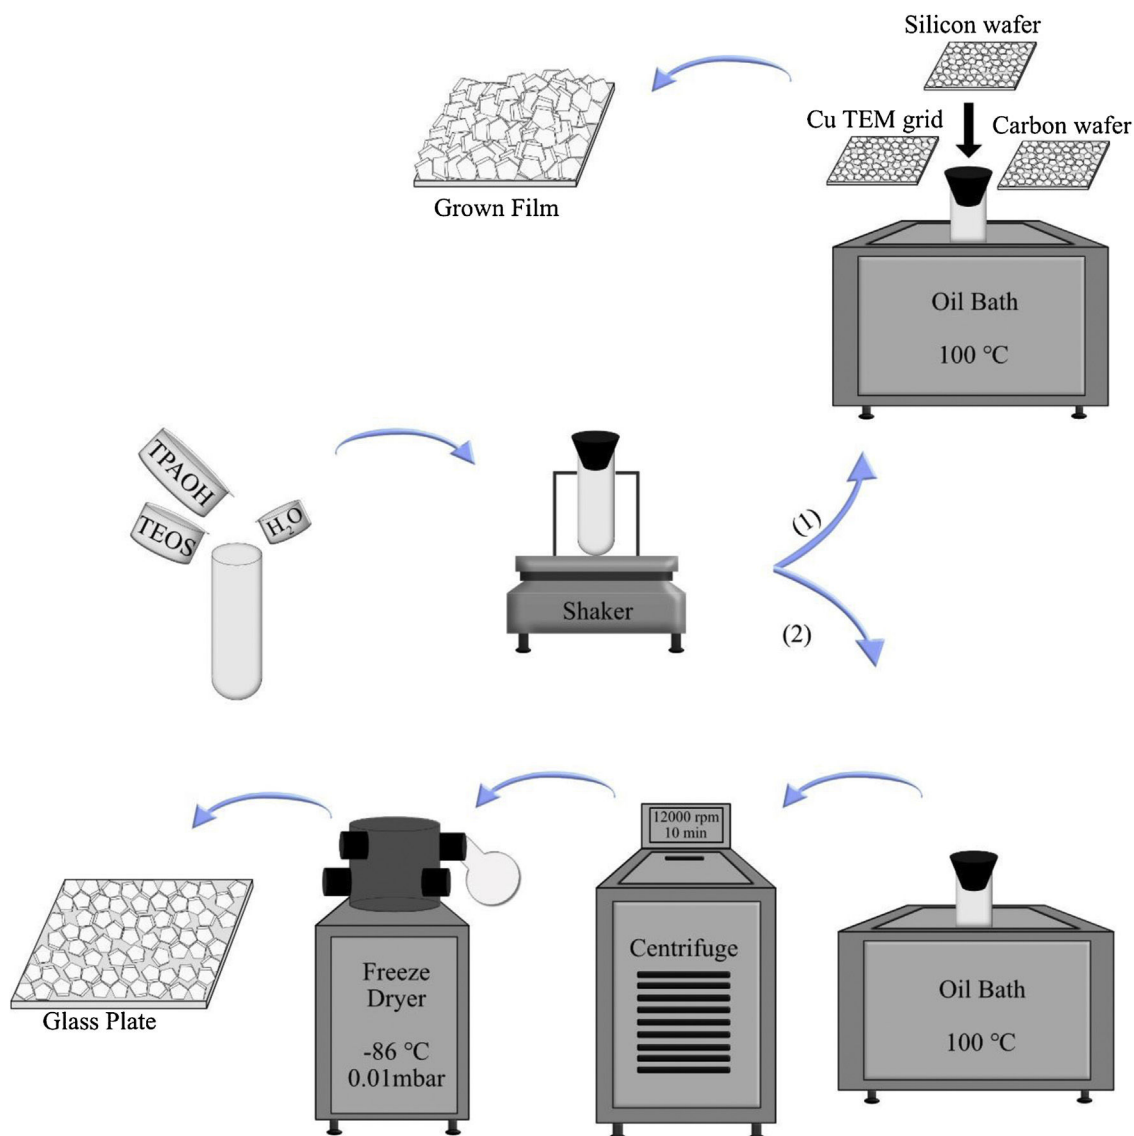 Silicon wafer
Cu TEM grid
Carbon wafer
Grown Film
Oil Bath
100 °C
TPAOH
TEOS
H₂O
Shaker
(1)
(2)
12000 rpm
10 min
Centrifuge
Freeze
Dryer
-86 °C
0.01mbar
Oil Bath
100 °C
Glass Plate